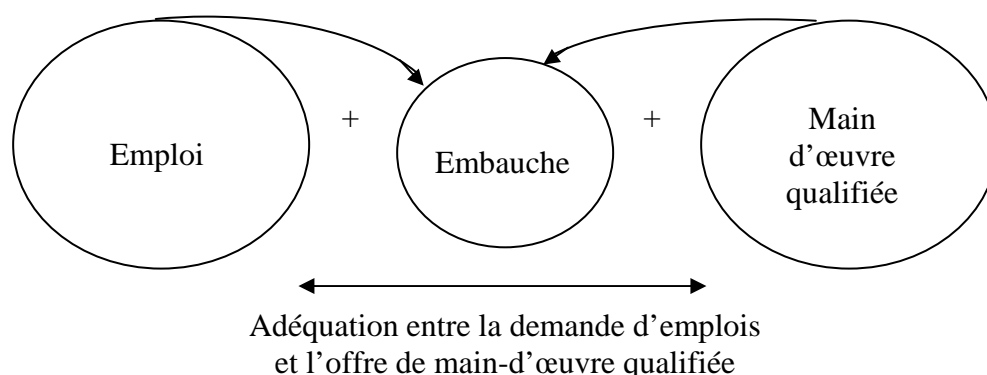 Emploi
+
Embauche
+
Main
d’œuvre
qualifiée
Adéquation entre la demande d’emplois
et l’offre de main-d’œuvre qualifiée